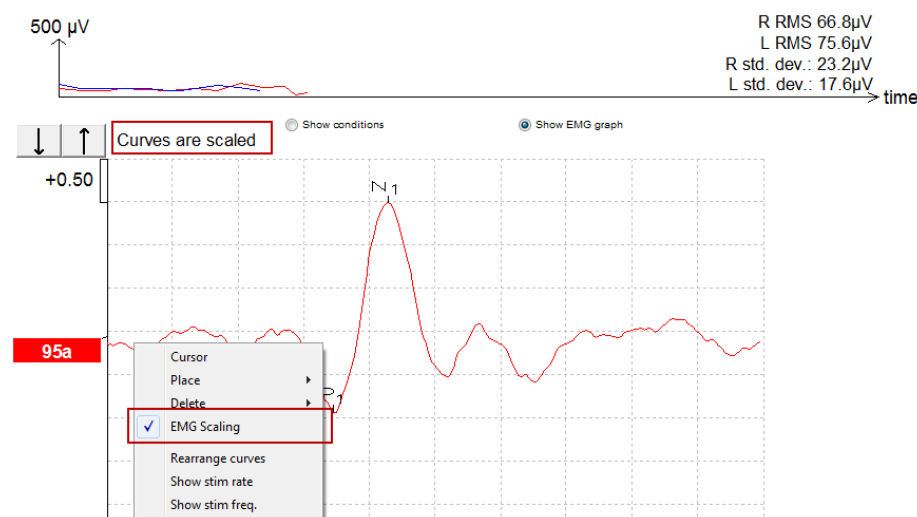 500 µV
R RMS 66.8µV
L RMS 75.6µV
R std. dev.: 23.2µV
L std. dev.: 17.6µV
time
Show conditions
Show EMG graph
Curves are scaled
+0.50
N1
95a
P1
Cursor
Place
Delete
EMG Scaling
Rearrange curves
Show stim rate
Show stim freq.